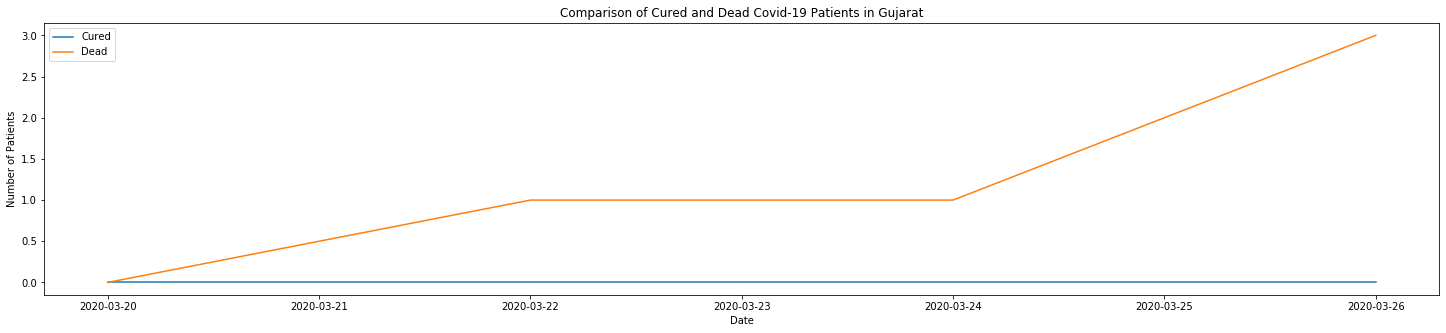 Comparison of Cured and Dead Covid-19 Patients in Gujarat
Cured
Dead
Number of Patients
3.0
2.5
2.0
1.5
1.0
0.5
0.0
2020-03-20 2020-03-21 2020-03-22 2020-03-23 2020-03-24 2020-03-25 2020-03-26
Date